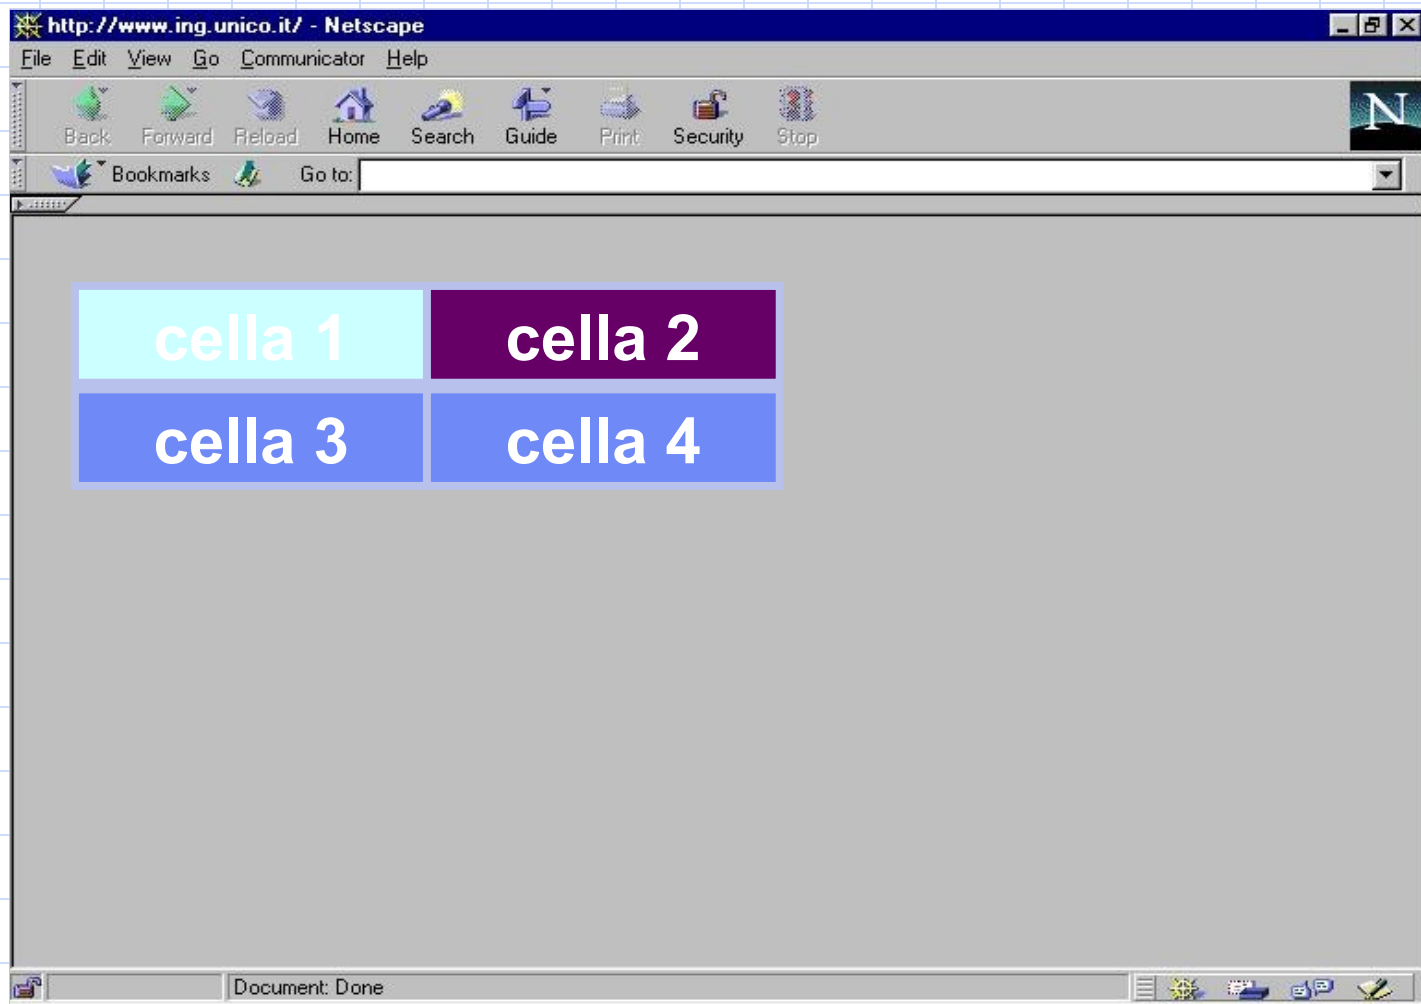 http://www.ing.unico.it/ - Netscape
File Edit View Go Communicator Help
N
Back Forward Reload Home Search Guide Print Security Stop
Bookmarks Go to:
cella 1 cella 2
cella 3 cella 4
Document: Done